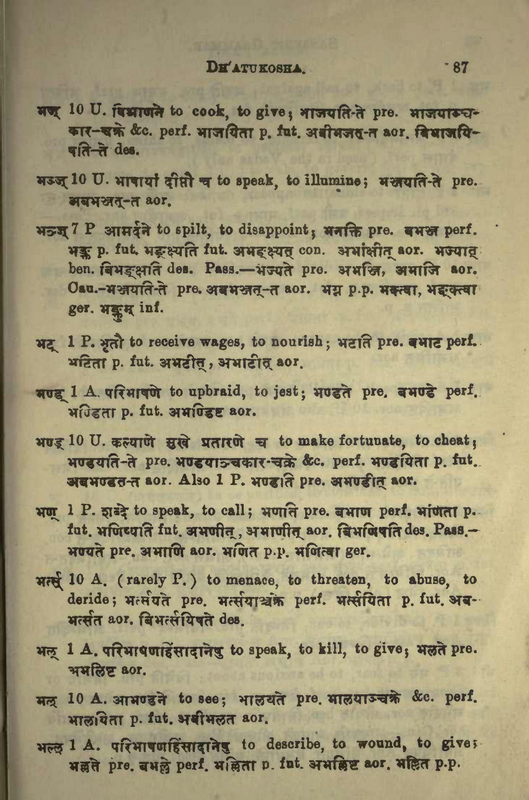 DH'ATUKOSHA. 87
भज् 10 U. विश्राणने to cook, to give; भाजयति-ते pre. भाजयाञ्च-
कार-चक्रे &c. perf. भाजयिता p. fut. अबीभजत्-त aor. बिभाजयि-
षति-ते des.
भञ्ज् 10 U. भाषायां दीप्तौ च to speak, to illumine; भञ्जयति-ते pre.
अबभञ्जत्-त aor.
भञ्ज् 7 P आमर्दने to spilt, to disappoint; भनक्ति pre. बभञ्ज perf.
भङ्क्ता p. fut. भङ्क्ष्यति fut. अभङ्क्ष्यत् con. अभांक्षीत् aor. भज्यात्
ben. बिभङ्क्षति des. Pass.—भज्यते pre. अभञ्जि, अभाजि aor.
Cau.-भञ्जयति-ते pre. अबभञ्जत्-त aor. भग्न p.p. भक्त्वा, भङ्क्त्वा
ger. भङ्क्तुम् inf.
भट् 1 P. भृतौ to receive wages, to nourish; भटति pre. बभाट perf.
भटिता p. fut. अभटीत्, अभाटीत् aor.
भण्ड् 1 A. परिभाषणे to upbraid, to jest; भण्डते pre. बभण्डे perf.
भण्डिता p. fut. अभण्डिष्ट aor.
भण्ड् 10 U. कल्याणे सुखे प्रतारणे च to make fortunate, to cheat;
भण्डयति-ते pre. भण्डयाञ्चकार-चक्रे &c. perf. भण्डयिता p. fut.
अबभण्डत्-त aor. Also 1 P. भण्डति pre. अभण्डीत् aor.
भण् 1 P. शब्दे to speak, to call; भणति pre. बभाण perf. भणिता p.
fut. भणिष्यति fut. अभणीत्, अभाणीत् aor. बिभणिषति des. Pass.-
भण्यते pre. अभाणि aor. भणित p.p. भणित्वा ger.
भर्त्स् 10 A. (rarely P.) to menace, to threaten, to abuse, to
deride; भर्त्सयते pre. भर्त्सयाञ्चक्रे perf. भर्त्सयिता p. fut. अब-
भर्त्सत aor. बिभर्त्सयिषते des.
भल् 1 A. परिभाषणहिंसादानेषु to speak, to kill, to give; भलते pre.
अभलिष्ट aor.
भल् 10 A. आभण्डने to see; भालयते pre. भालयाञ्चक्रे &c. perf.
भालयिता p. fut. अबीभलत aor.
भल्ल् 1 A. परिभाषणहिंसादानेषु to describe, to wound, to give;
भल्लते pre. बभल्ले perf. भल्लिता p. fut. अभल्लिष्ट aor. भल्लित p.p.